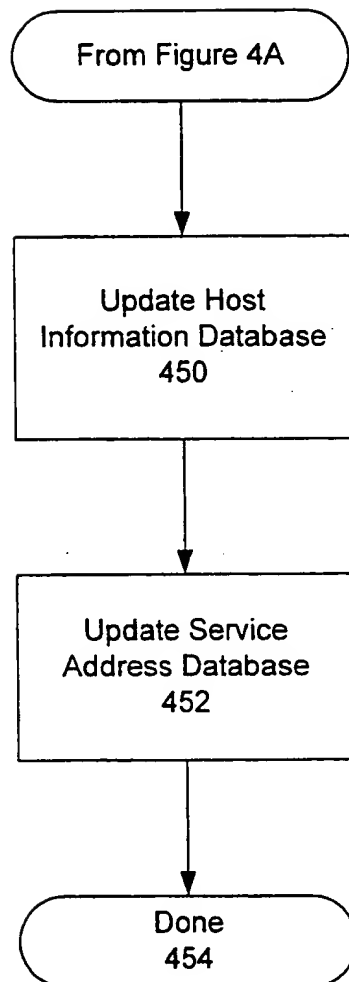 From Figure 4A
Update Host
Information Database
450
Update Service
Address Database
452
Done
454